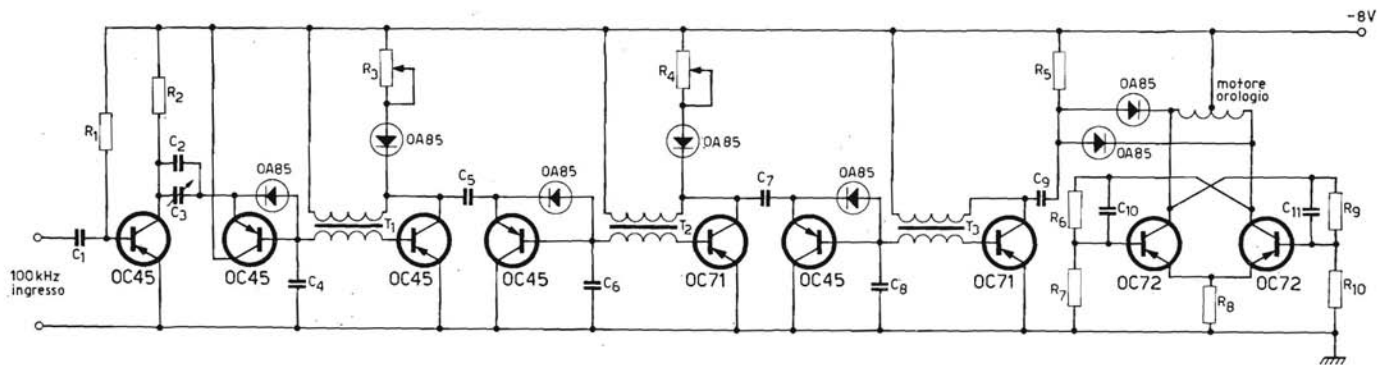 -8V
R1
R2
C2
C3
C1
100kHz
ingresso
OC45
OA85
OC45
C4
R3
OA85
T1
OC45
C5
OA85
OC45
C6
R4
OA85
T2
OC71
C7
OA85
OC45
C8
T3
OC71
C9
R5
OA85
OA85
motore
orologio
R6
C10
R7
OC72
R8
OC72
C11
R9
R10